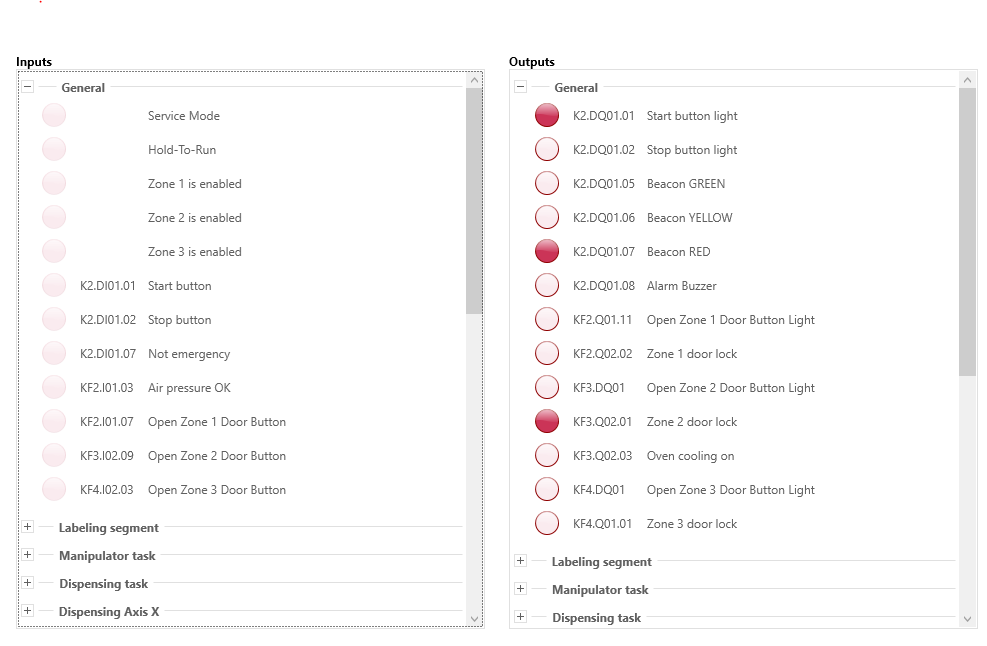 Inputs
General
Service Mode
Hold-To-Run
Zone 1 is enabled
Zone 2 is enabled
Zone 3 is enabled
K2.DI01.01 Start button
K2.DI01.02 Stop button
K2.DI01.07 Not emergency
KF2.I01.03 Air pressure OK
KF2.I01.07 Open Zone 1 Door Button
KF3.I02.09 Open Zone 2 Door Button
KF4.I02.03 Open Zone 3 Door Button
Labeling segment
Manipulator task
Dispensing task
Dispensing Axis X
Outputs
General
K2.DQ01.01 Start button light
K2.DQ01.02 Stop button light
K2.DQ01.05 Beacon GREEN
K2.DQ01.06 Beacon YELLOW
K2.DQ01.07 Beacon RED
K2.DQ01.08 Alarm Buzzer
KF2.Q01.11 Open Zone 1 Door Button Light
KF2.Q02.02 Zone 1 door lock
KF3.DQ01 Open Zone 2 Door Button Light
KF3.Q02.01 Zone 2 door lock
KF3.Q02.03 Oven cooling on
KF4.DQ01 Open Zone 3 Door Button Light
KF4.Q01.01 Zone 3 door lock
Labeling segment
Manipulator task
Dispensing task